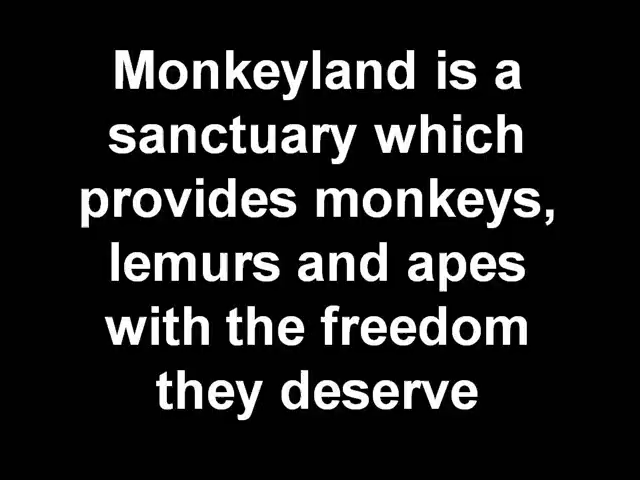 Monkeyland is a
sanctuary which
provides monkeys,
lemurs and apes
with the freedom
they deserve